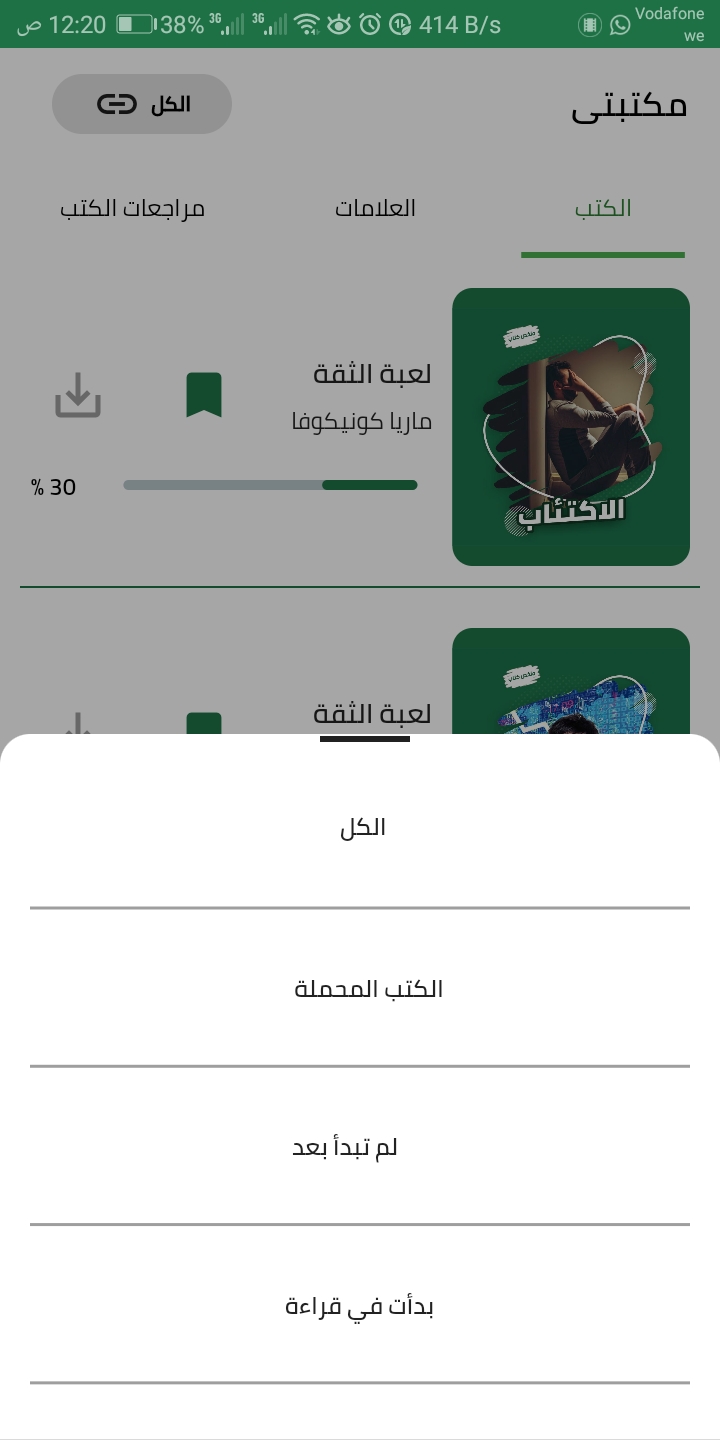 ص 12:20 38% 3G 3G 414 B/s Vodafone
we
مكتبتى
الكل
الكتب
العلامات
مراجعات الكتب
ملخص كتاب
الاكتئاب
لعبة الثقة
ماريا كونيكوفا
% 30
ملخص كتاب
لعبة الثقة
الكل
الكتب المحملة
لم تبدأ بعد
بدأت في قراءة